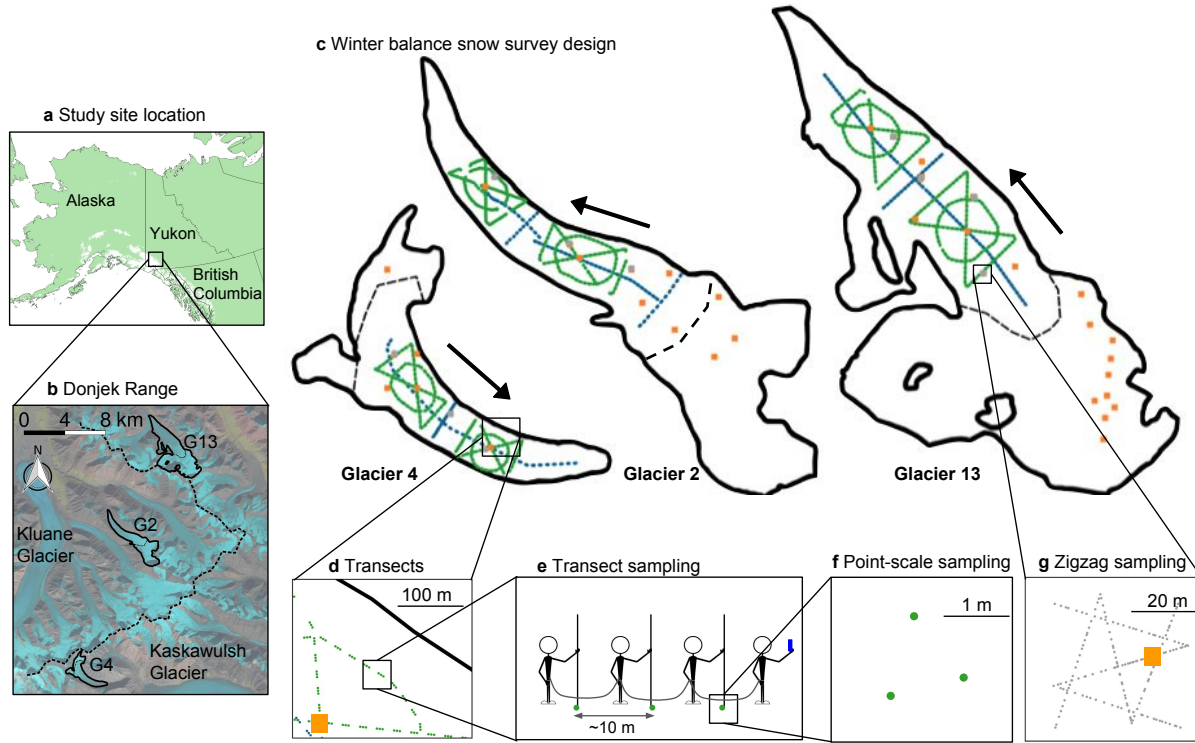 c Winter balance snow survey design
a Study site location
Alaska
Yukon
British
Columbia
b Donjek Range
0 4 8 km
N
G13
G2
Kluane
Glacier
Kaskawulsh
Glacier
G4
Glacier 4
Glacier 2
Glacier 13
d Transects
100 m
e Transect sampling
~10 m
f Point-scale sampling
1 m
g Zigzag sampling
20 m